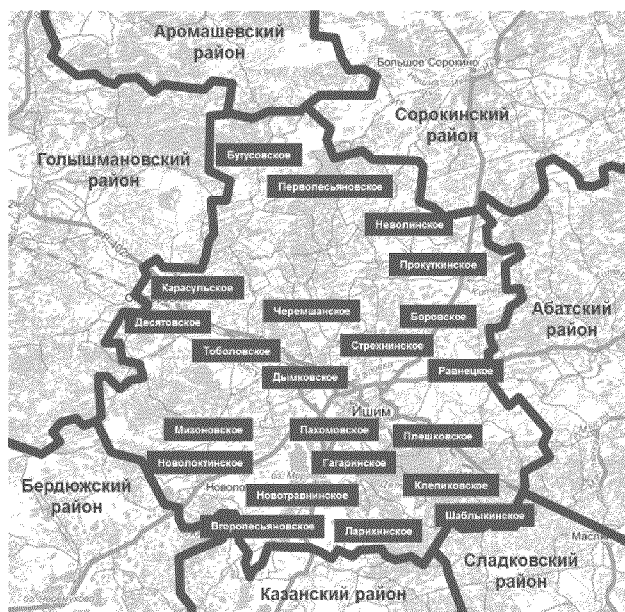 Аромашевский
район
Большое Сорокино
Сорокинский
район
Голышмановский
район
Бутусовское
Первопесьяновское
Неволинское
Прокуткинское
Карасульское
Абатский
район
Десятовское
Черемшанское
Боровское
Тоболовское
Стрехнинское
Дымковское
Равнецкое
Ишим
Мизоновское
Пахомовское
Плешковское
Новолоктинское
Гагаринское
Бердюжский
район
Клепиковское
Новотравнинское
Шаблыкинское
Второпесьяновское
Ларихинское
Сладковский
район
Казанский район